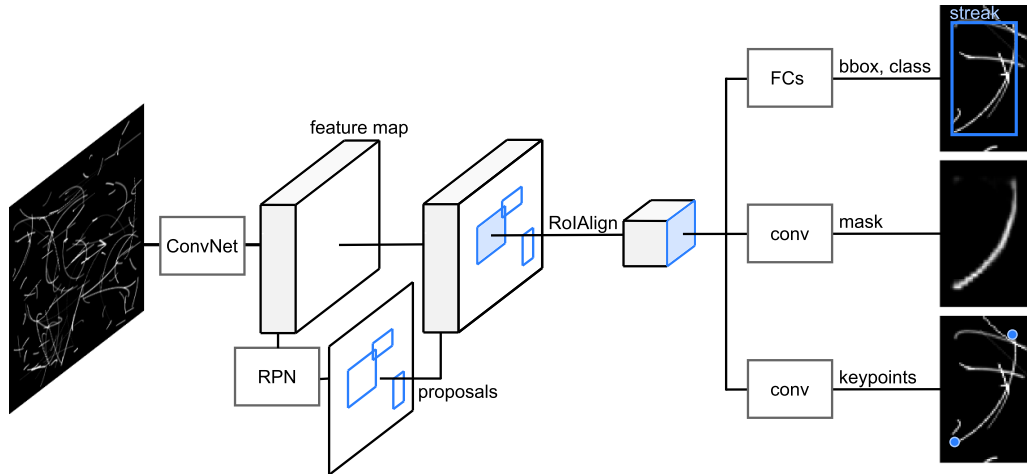 streak
FCs
bbox, class
feature map
ConvNet
RoIAlign
conv
mask
RPN
proposals
conv
keypoints